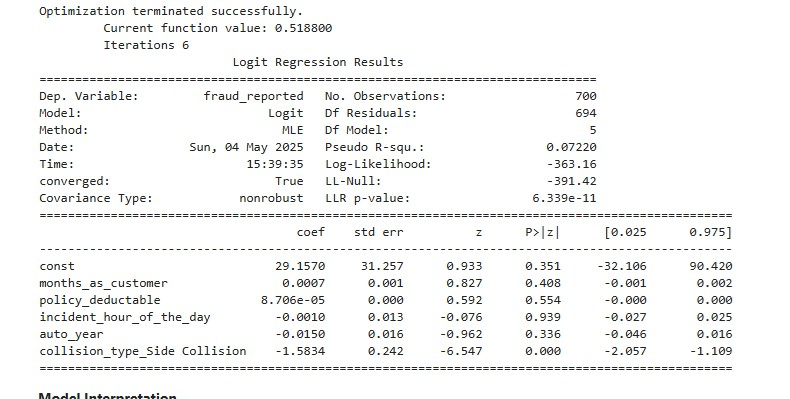 Optimization terminated successfully.
Current function value: 0.518800
Iterations 6
Logit Regression Results
==============================================================================
Dep. Variable: fraud_reported No. Observations: 700
Model: Logit Df Residuals: 694
Method: MLE Df Model: 5
Date: Sun, 04 May 2025 Pseudo R-squ.: 0.07220
Time: 15:39:35 Log-Likelihood: -363.16
converged: True LL-Null: -391.42
Covariance Type: nonrobust LLR p-value: 6.339e-11
=================================================================================================
coef std err z P>|z| [0.025 0.975]
-------------------------------------------------------------------------------------------------
const 29.1570 31.257 0.933 0.351 -32.106 90.420
months_as_customer 0.0007 0.001 0.827 0.408 -0.001 0.002
policy_deductable 8.706e-05 0.000 0.592 0.554 -0.000 0.000
incident_hour_of_the_day -0.0010 0.013 -0.076 0.939 -0.027 0.025
auto_year -0.0150 0.016 -0.962 0.336 -0.046 0.016
collision_type_Side Collision -1.5834 0.242 -6.547 0.000 -2.057 -1.109
=================================================================================================
Model Interpretation